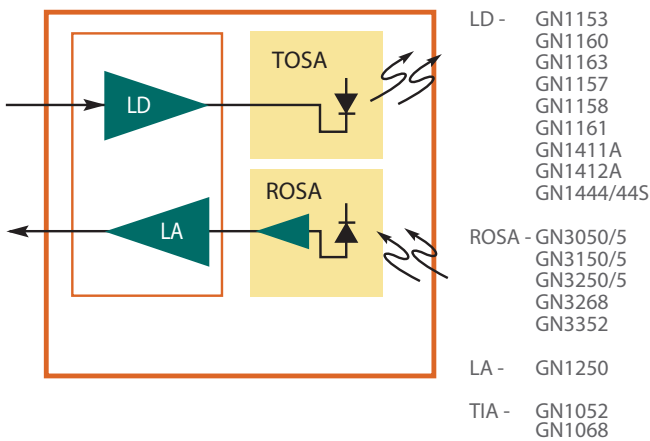 TOSA
LD
ROSA
LA
LD - GN1153
GN1160
GN1163
GN1157
GN1158
GN1161
GN1411A
GN1412A
GN1444/44S
ROSA - GN3050/5
GN3150/5
GN3250/5
GN3268
GN3352
LA - GN1250
TIA - GN1052
GN1068